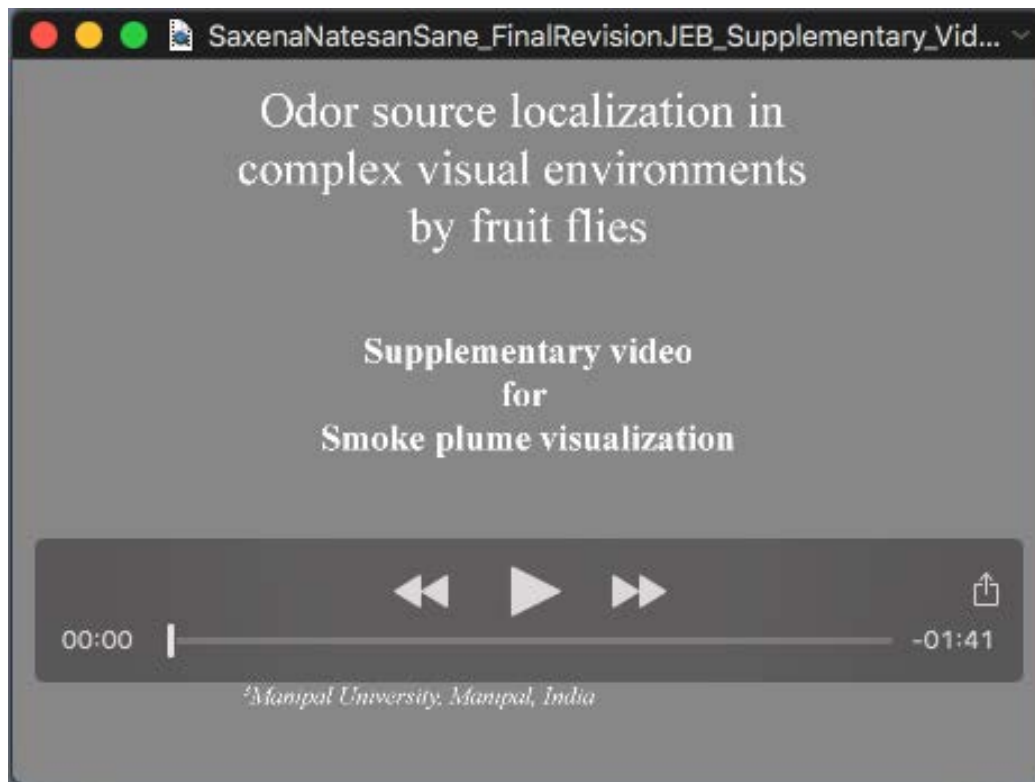 SaxenaNatesanSane_FinalRevisionJEB_Supplementary_Vid...
Odor source localization in
complex visual environments
by fruit flies
Supplementary video
for
Smoke plume visualization
00:00
-01:41
²Manipal University, Manipal, India